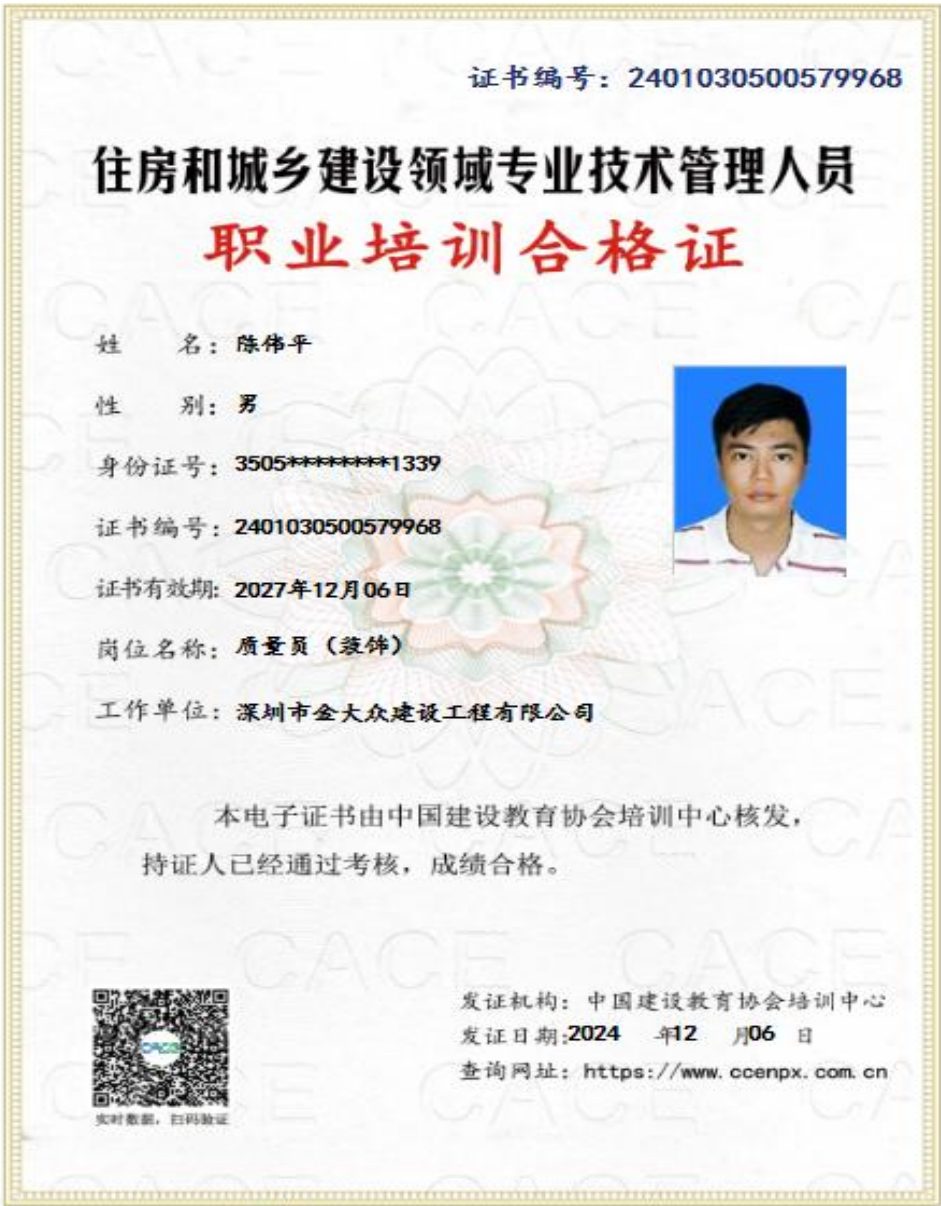 证书编号：2401030500579968
住房和城乡建设领域专业技术管理人员
职业培训合格证
姓 名：陈伟平
性 别：男
身份证号：3505********1339
证书编号：2401030500579968
证书有效期：2027年12月06日
岗位名称：质量员（装饰）
工作单位：深圳市金大众建设工程有限公司
本电子证书由中国建设教育协会培训中心核发，
持证人已经通过考核，成绩合格。
发证机构：中国建设教育协会培训中心
发证日期：2024 年12 月06 日
查询网址：https://www.ccenpx.com.cn
CACE
实时数据，扫码验证